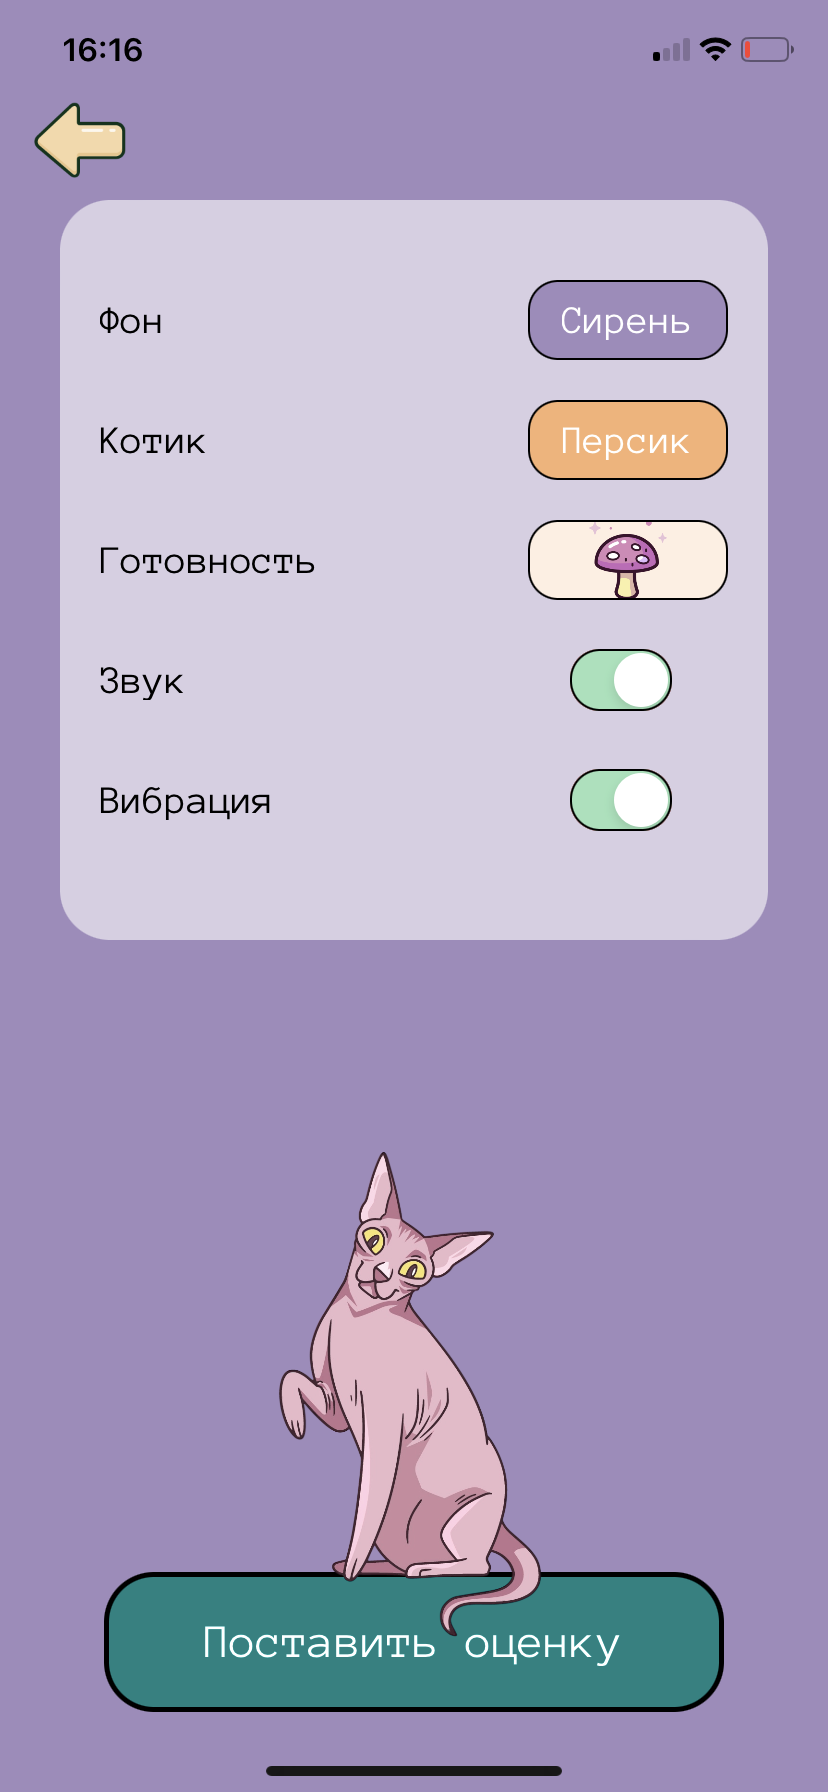 16:16
Фон
Сирень
Котик
Персик
Готовность
Звук
Вибрация
Поставить оценку